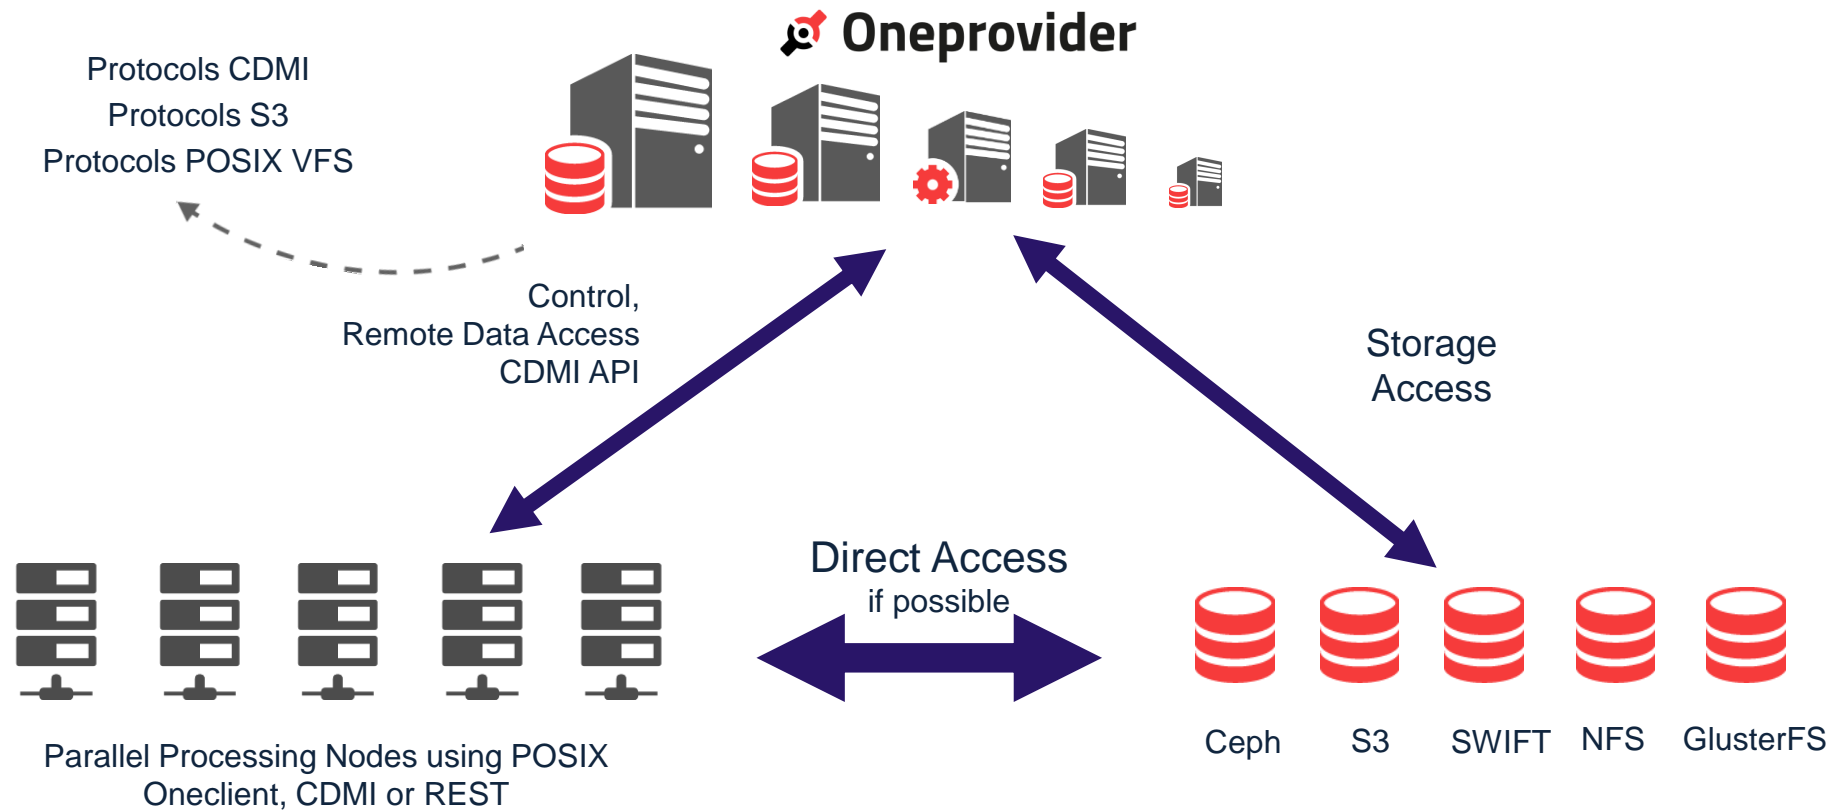 Oneprovider
Protocols CDMI
Protocols S3
Protocols POSIX VFS
Control,
Remote Data Access
CDMI API
Storage
Access
Direct Access
if possible
Parallel Processing Nodes using POSIX
Oneclient, CDMI or REST
Ceph
S3
SWIFT
NFS
GlusterFS